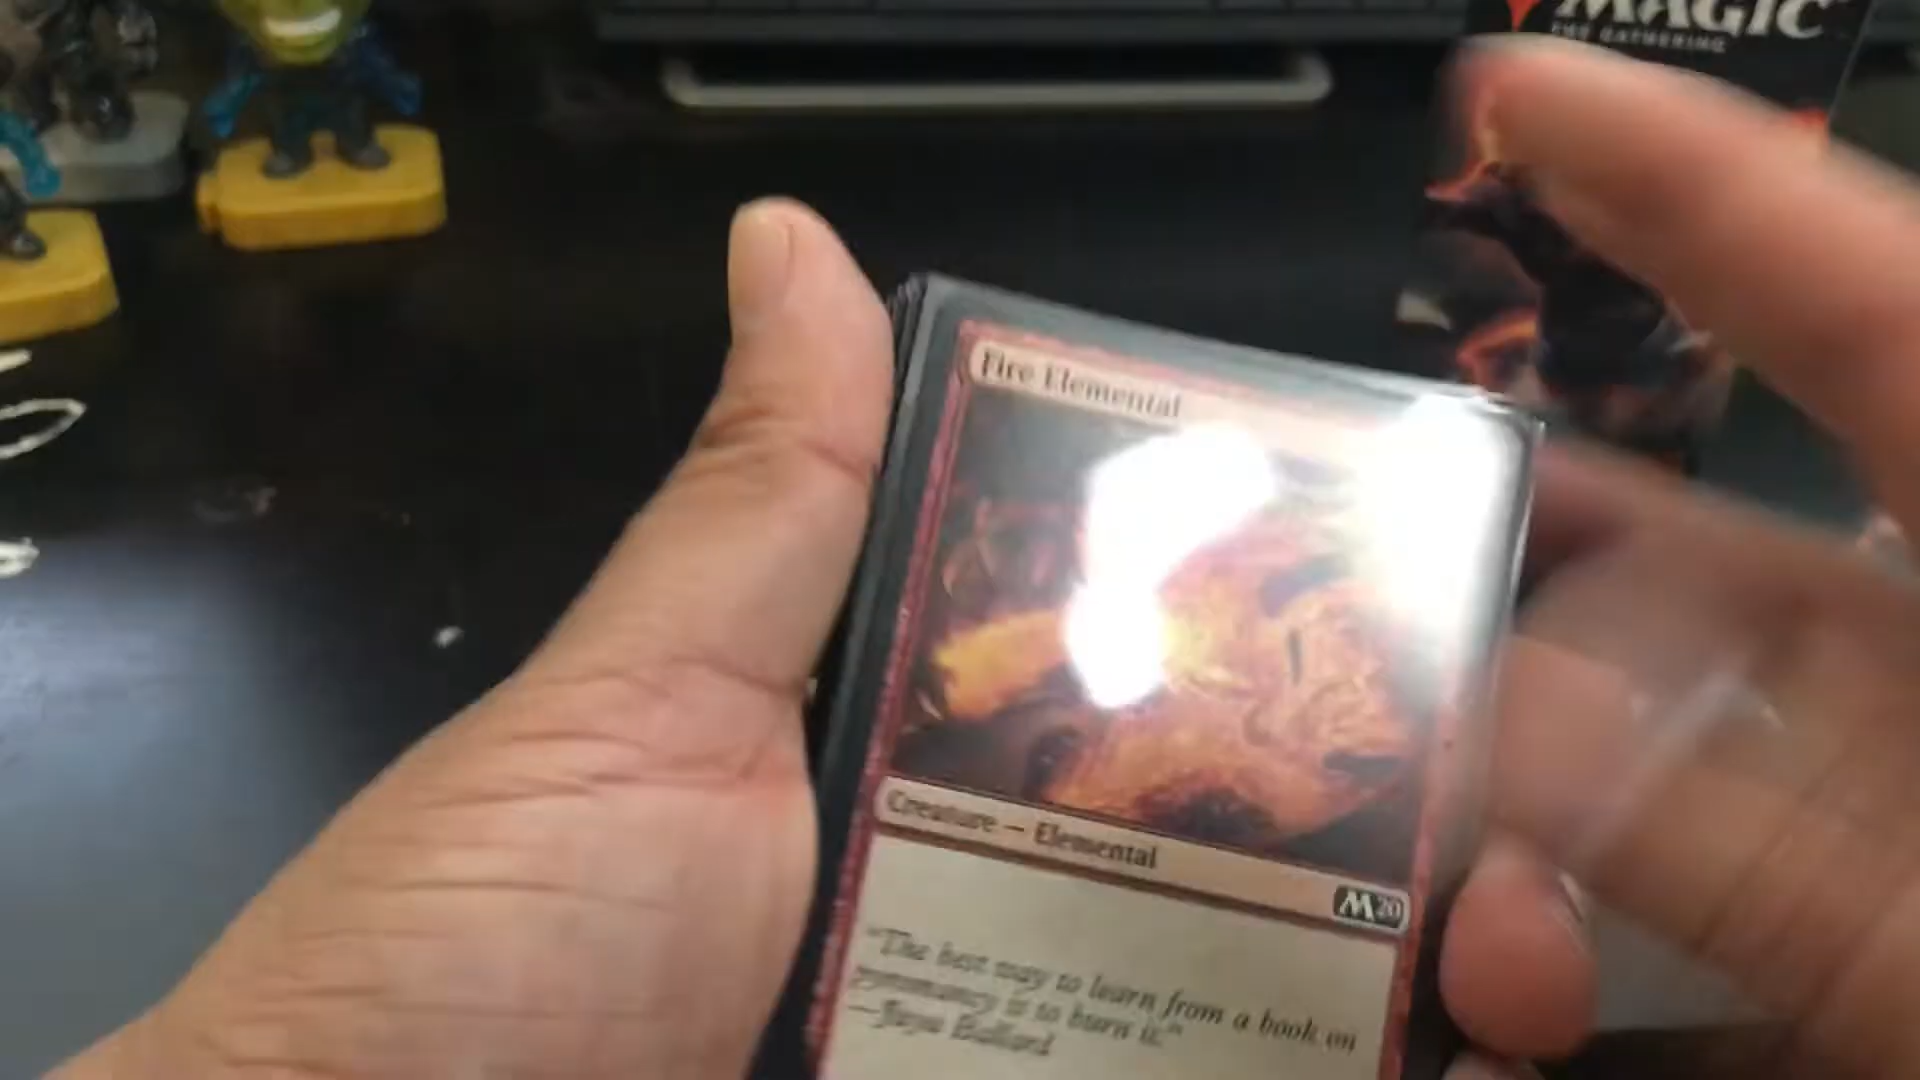 MAGIC
THE GATHERING
Fire Elemental
Creature — Elemental
M20
"The best way to learn from a book on
pyromancy is to burn it."
—Jaya Ballard